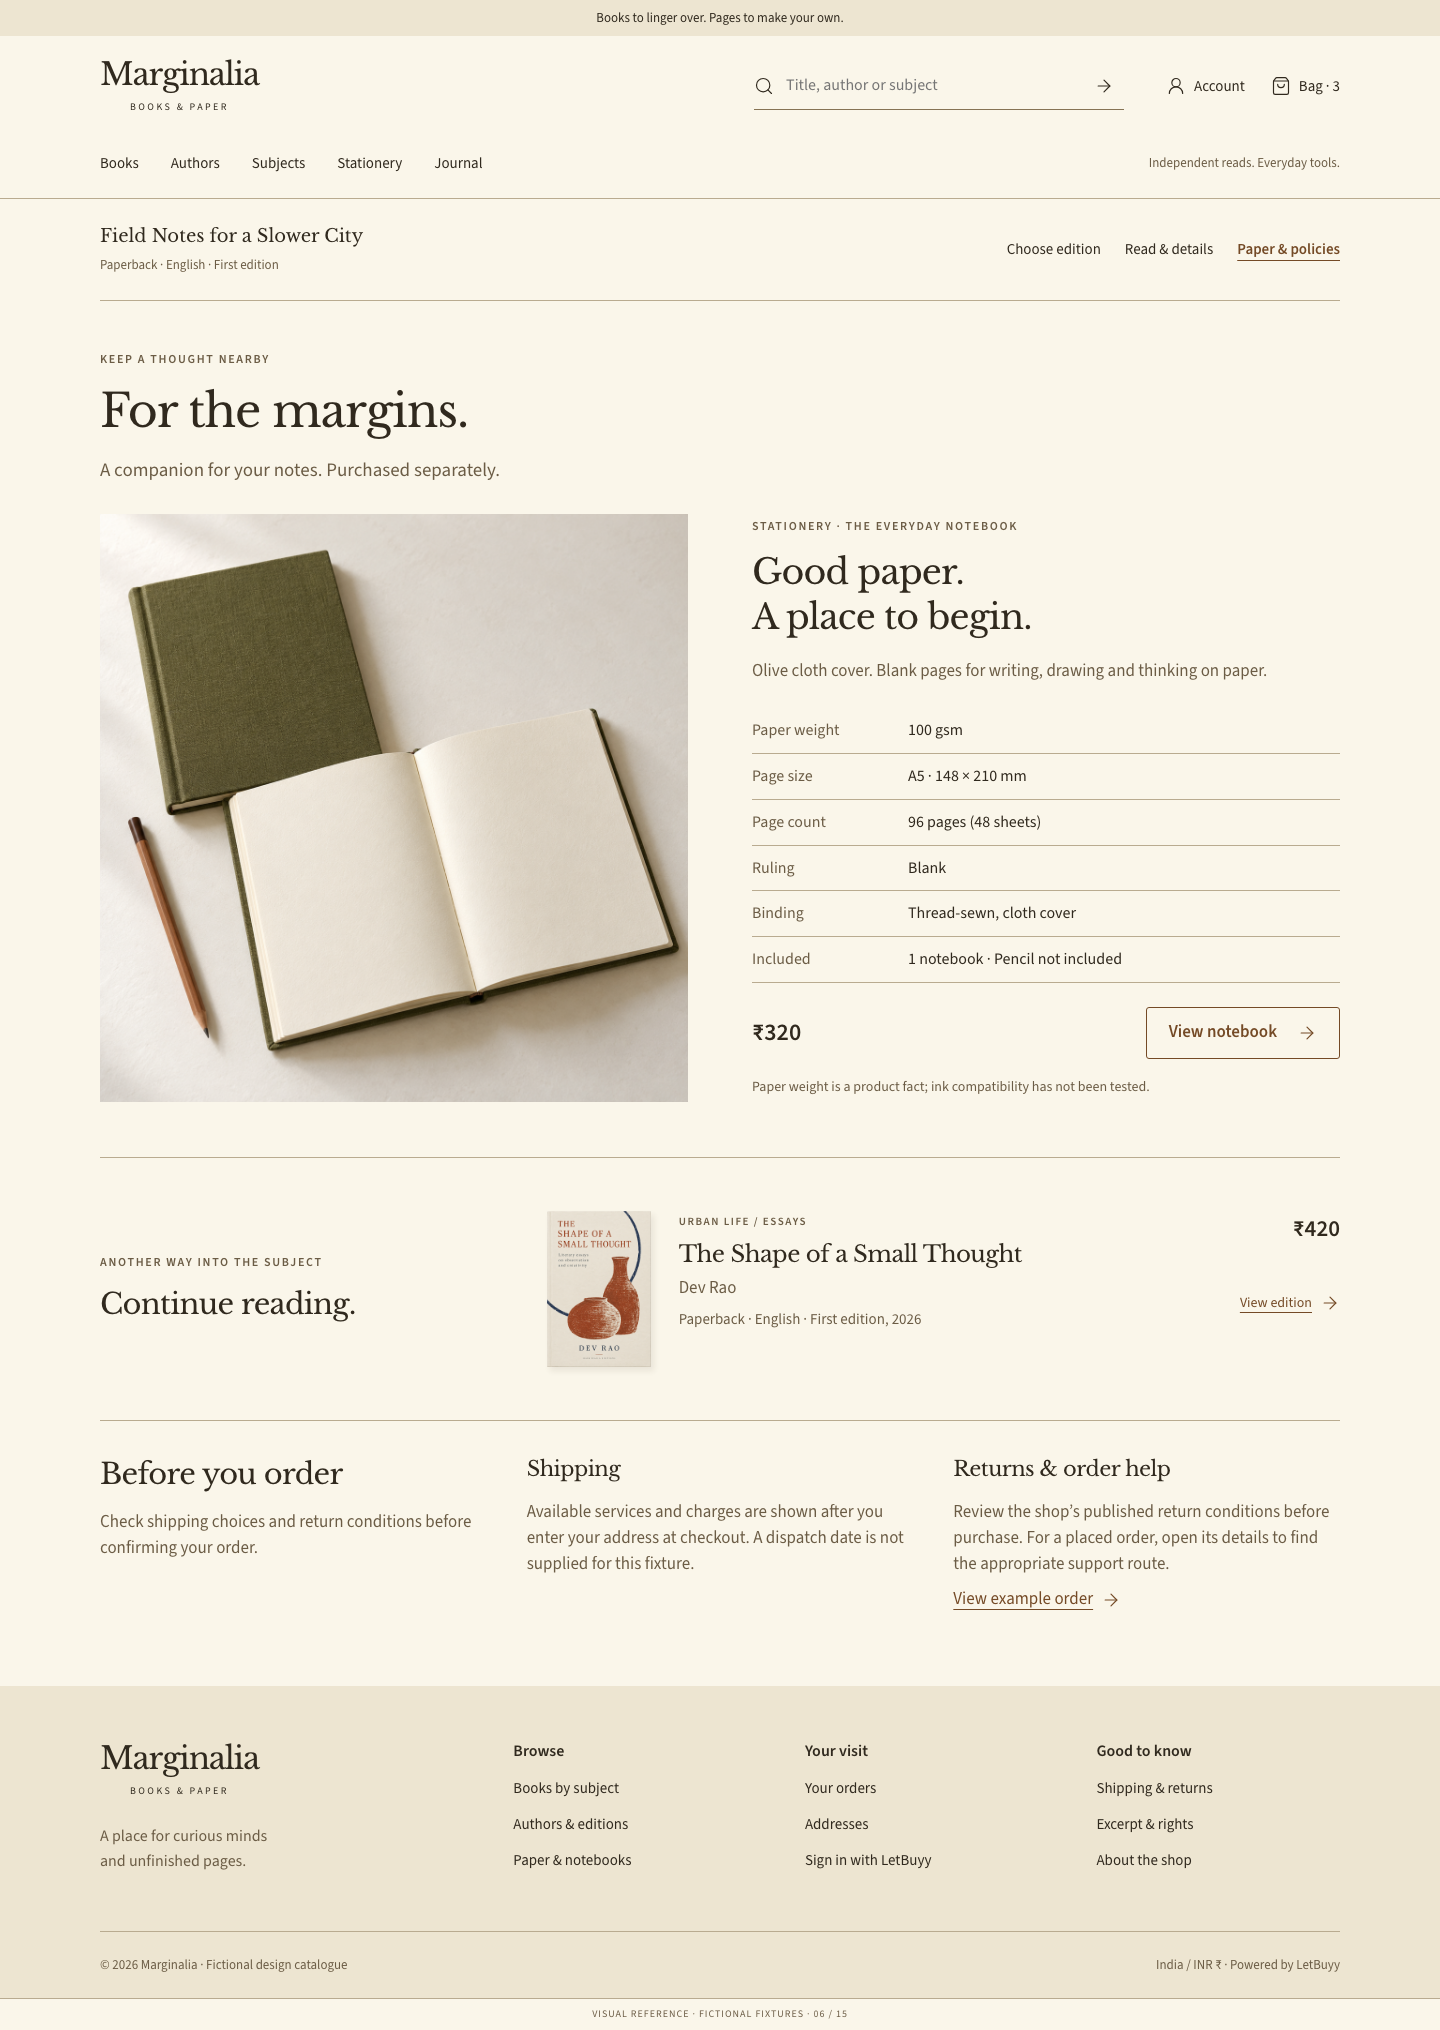 Books to linger over. Pages to make your own.
Marginalia
BOOKS & PAPER
Title, author or subject
Account
Bag · 3
Books
Authors
Subjects
Stationery
Journal
Independent reads. Everyday tools.
Field Notes for a Slower City
Paperback · English · First edition
Choose edition
Read & details
Paper & policies
KEEP A THOUGHT NEARBY
For the margins.
A companion for your notes. Purchased separately.
STATIONERY · THE EVERYDAY NOTEBOOK
Good paper.
A place to begin.
Olive cloth cover. Blank pages for writing, drawing and thinking on paper.
Paper weight 100 gsm
Page size A5 · 148 × 210 mm
Page count 96 pages (48 sheets)
Ruling Blank
Binding Thread-sewn, cloth cover
Included 1 notebook · Pencil not included
₹320
View notebook
Paper weight is a product fact; ink compatibility has not been tested.
ANOTHER WAY INTO THE SUBJECT
Continue reading.
THE
SHAPE OF A
SMALL THOUGHT
DEV RAO
URBAN LIFE / ESSAYS
The Shape of a Small Thought
Dev Rao
Paperback · English · First edition, 2026
₹420
View edition
Before you order
Check shipping choices and return conditions before
confirming your order.
Shipping
Available services and charges are shown after you
enter your address at checkout. A dispatch date is not
supplied for this fixture.
Returns & order help
Review the shop’s published return conditions before
purchase. For a placed order, open its details to find
the appropriate support route.
View example order
Marginalia
BOOKS & PAPER
A place for curious minds
and unfinished pages.
Browse
Books by subject
Authors & editions
Paper & notebooks
Your visit
Your orders
Addresses
Sign in with LetBuyy
Good to know
Shipping & returns
Excerpt & rights
About the shop
© 2026 Marginalia · Fictional design catalogue
India / INR ₹ · Powered by LetBuyy
VISUAL REFERENCE · FICTIONAL FIXTURES · 06 / 15